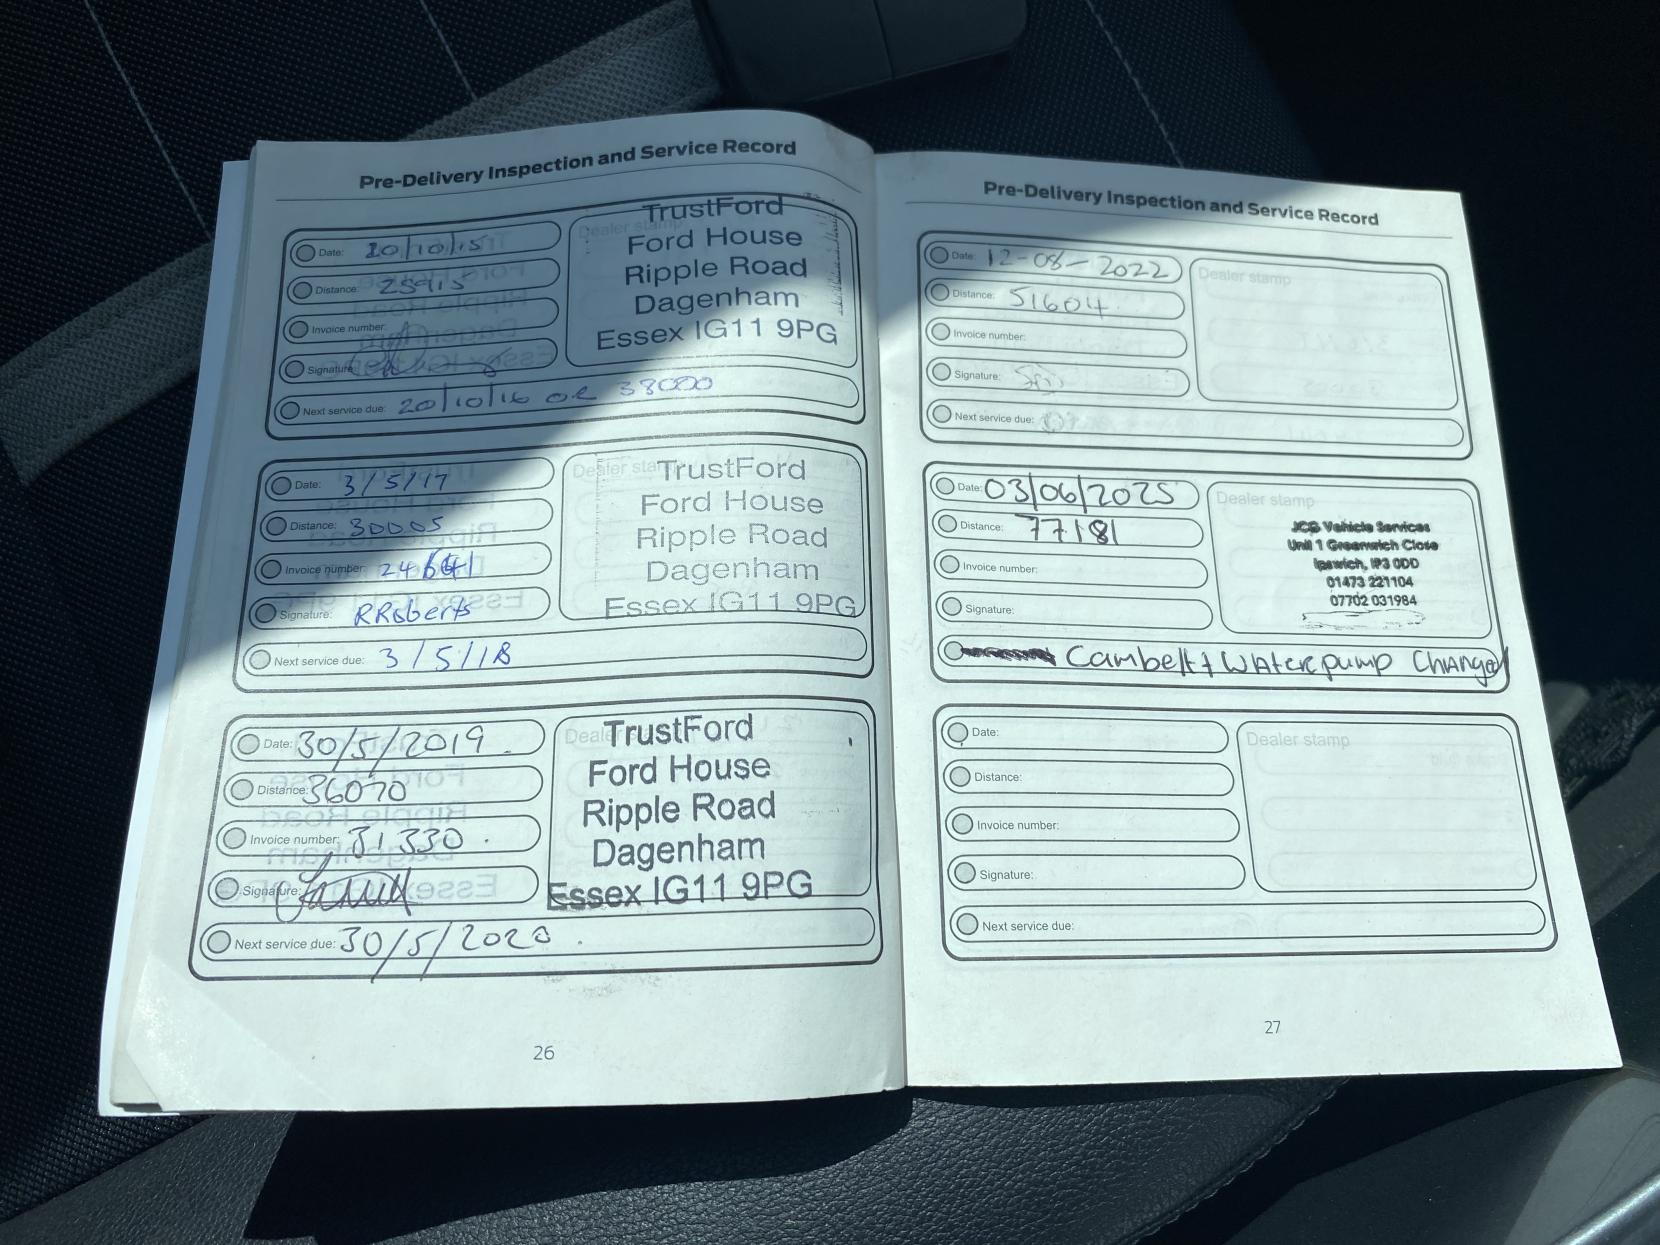 Pre-Delivery Inspection and Service Record
Date: 20/10/15
Distance: 25915
Invoice number:
Signature:
Next service due: 20/10/16 OR 38000
Dealer stamp
TrustFord
Ford House
Ripple Road
Dagenham
Essex IG11 9PG
Date: 3/5/17
Distance: 30005
Invoice number:
Signature: RRoberts
Next service due: 3/5/18
Dealer stamp
TrustFord
Ford House
Ripple Road
Dagenham
Essex IG11 9PG
Date: 30/5/2019
Distance: 36070
Invoice number: 31330.
Signature:
Next service due: 30/5/2020.
Dealer
TrustFord
Ford House
Ripple Road
Dagenham
Essex IG11 9PG
26
Pre-Delivery Inspection and Service Record
Date: 12-08-2022
Distance: 51604
Invoice number:
Signature:
Next service due:
Dealer stamp
Date: 03/06/2025
Distance: 77181
Invoice number:
Signature:
Cambelt + Waterpump Changed
Dealer stamp
JCS Vehicle Services
Unit 1 Greenwich Close
Ipswich, IP3 0DD
01473 221104
07702 031984
Date:
Distance:
Invoice number:
Signature:
Next service due:
Dealer stamp
27